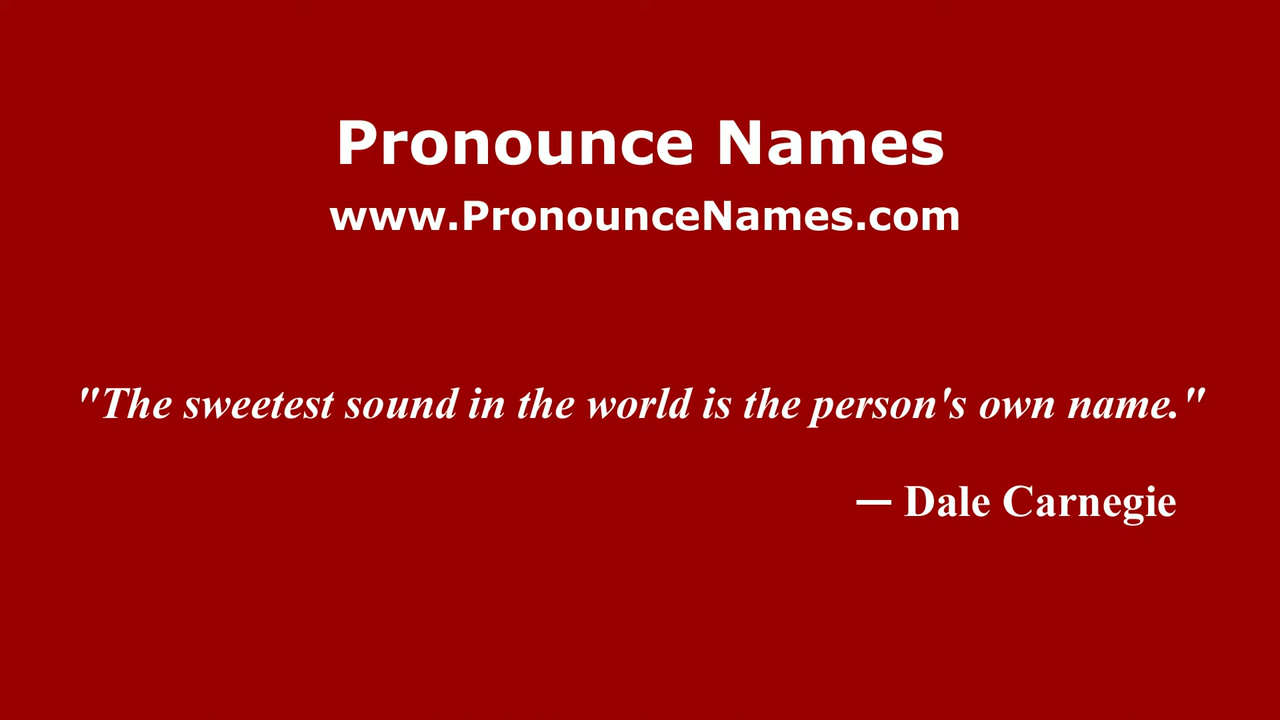 Pronounce Names
www.PronounceNames.com
"The sweetest sound in the world is the person's own name."
— Dale Carnegie